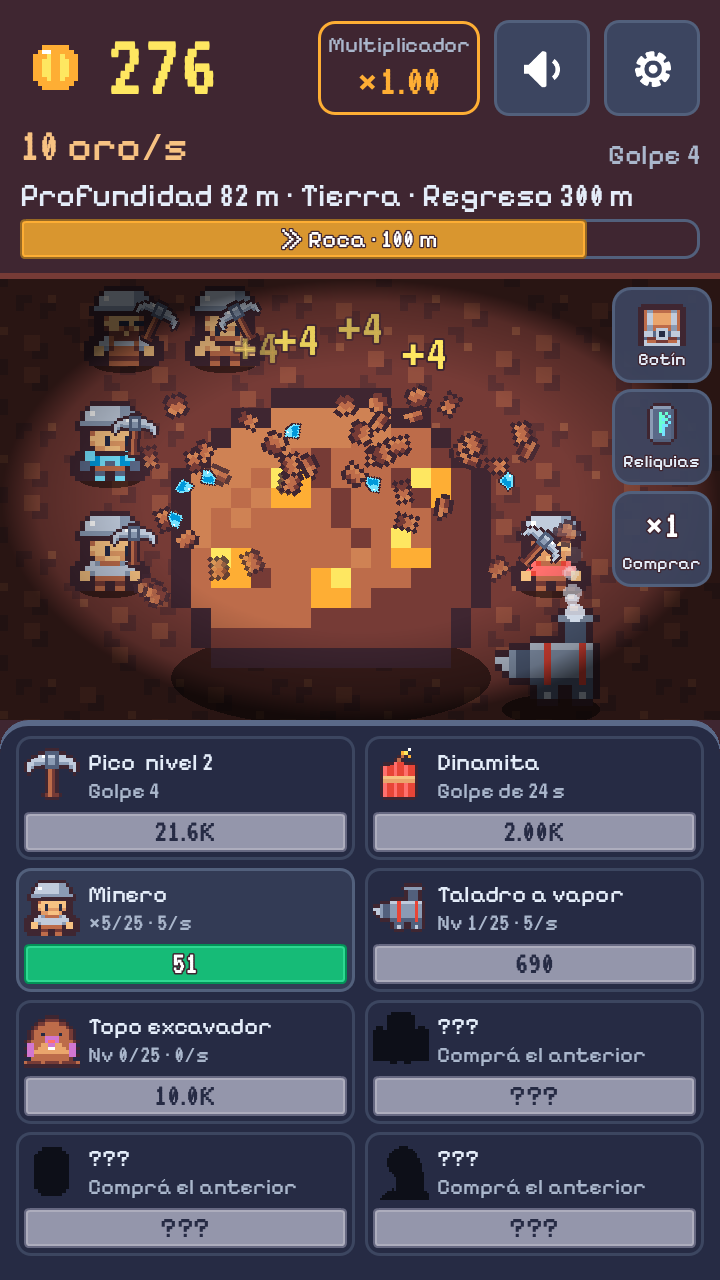 276
Multiplicador
×1.00
10 oro/s
Golpe 4
Profundidad 82 m · Tierra · Regreso 300 m
Roca · 100 m
+4
+4
+4
+4
Botín
Reliquias
×1
Comprar
Pico nivel 2
Golpe 4
21.6K
Dinamita
Golpe de 24 s
2.00K
Minero
×5/25 · 5/s
51
Taladro a vapor
Nv 1/25 · 5/s
690
Topo excavador
Nv 0/25 · 0/s
10.0K
???
Comprá el anterior
???
???
Comprá el anterior
???
???
Comprá el anterior
???